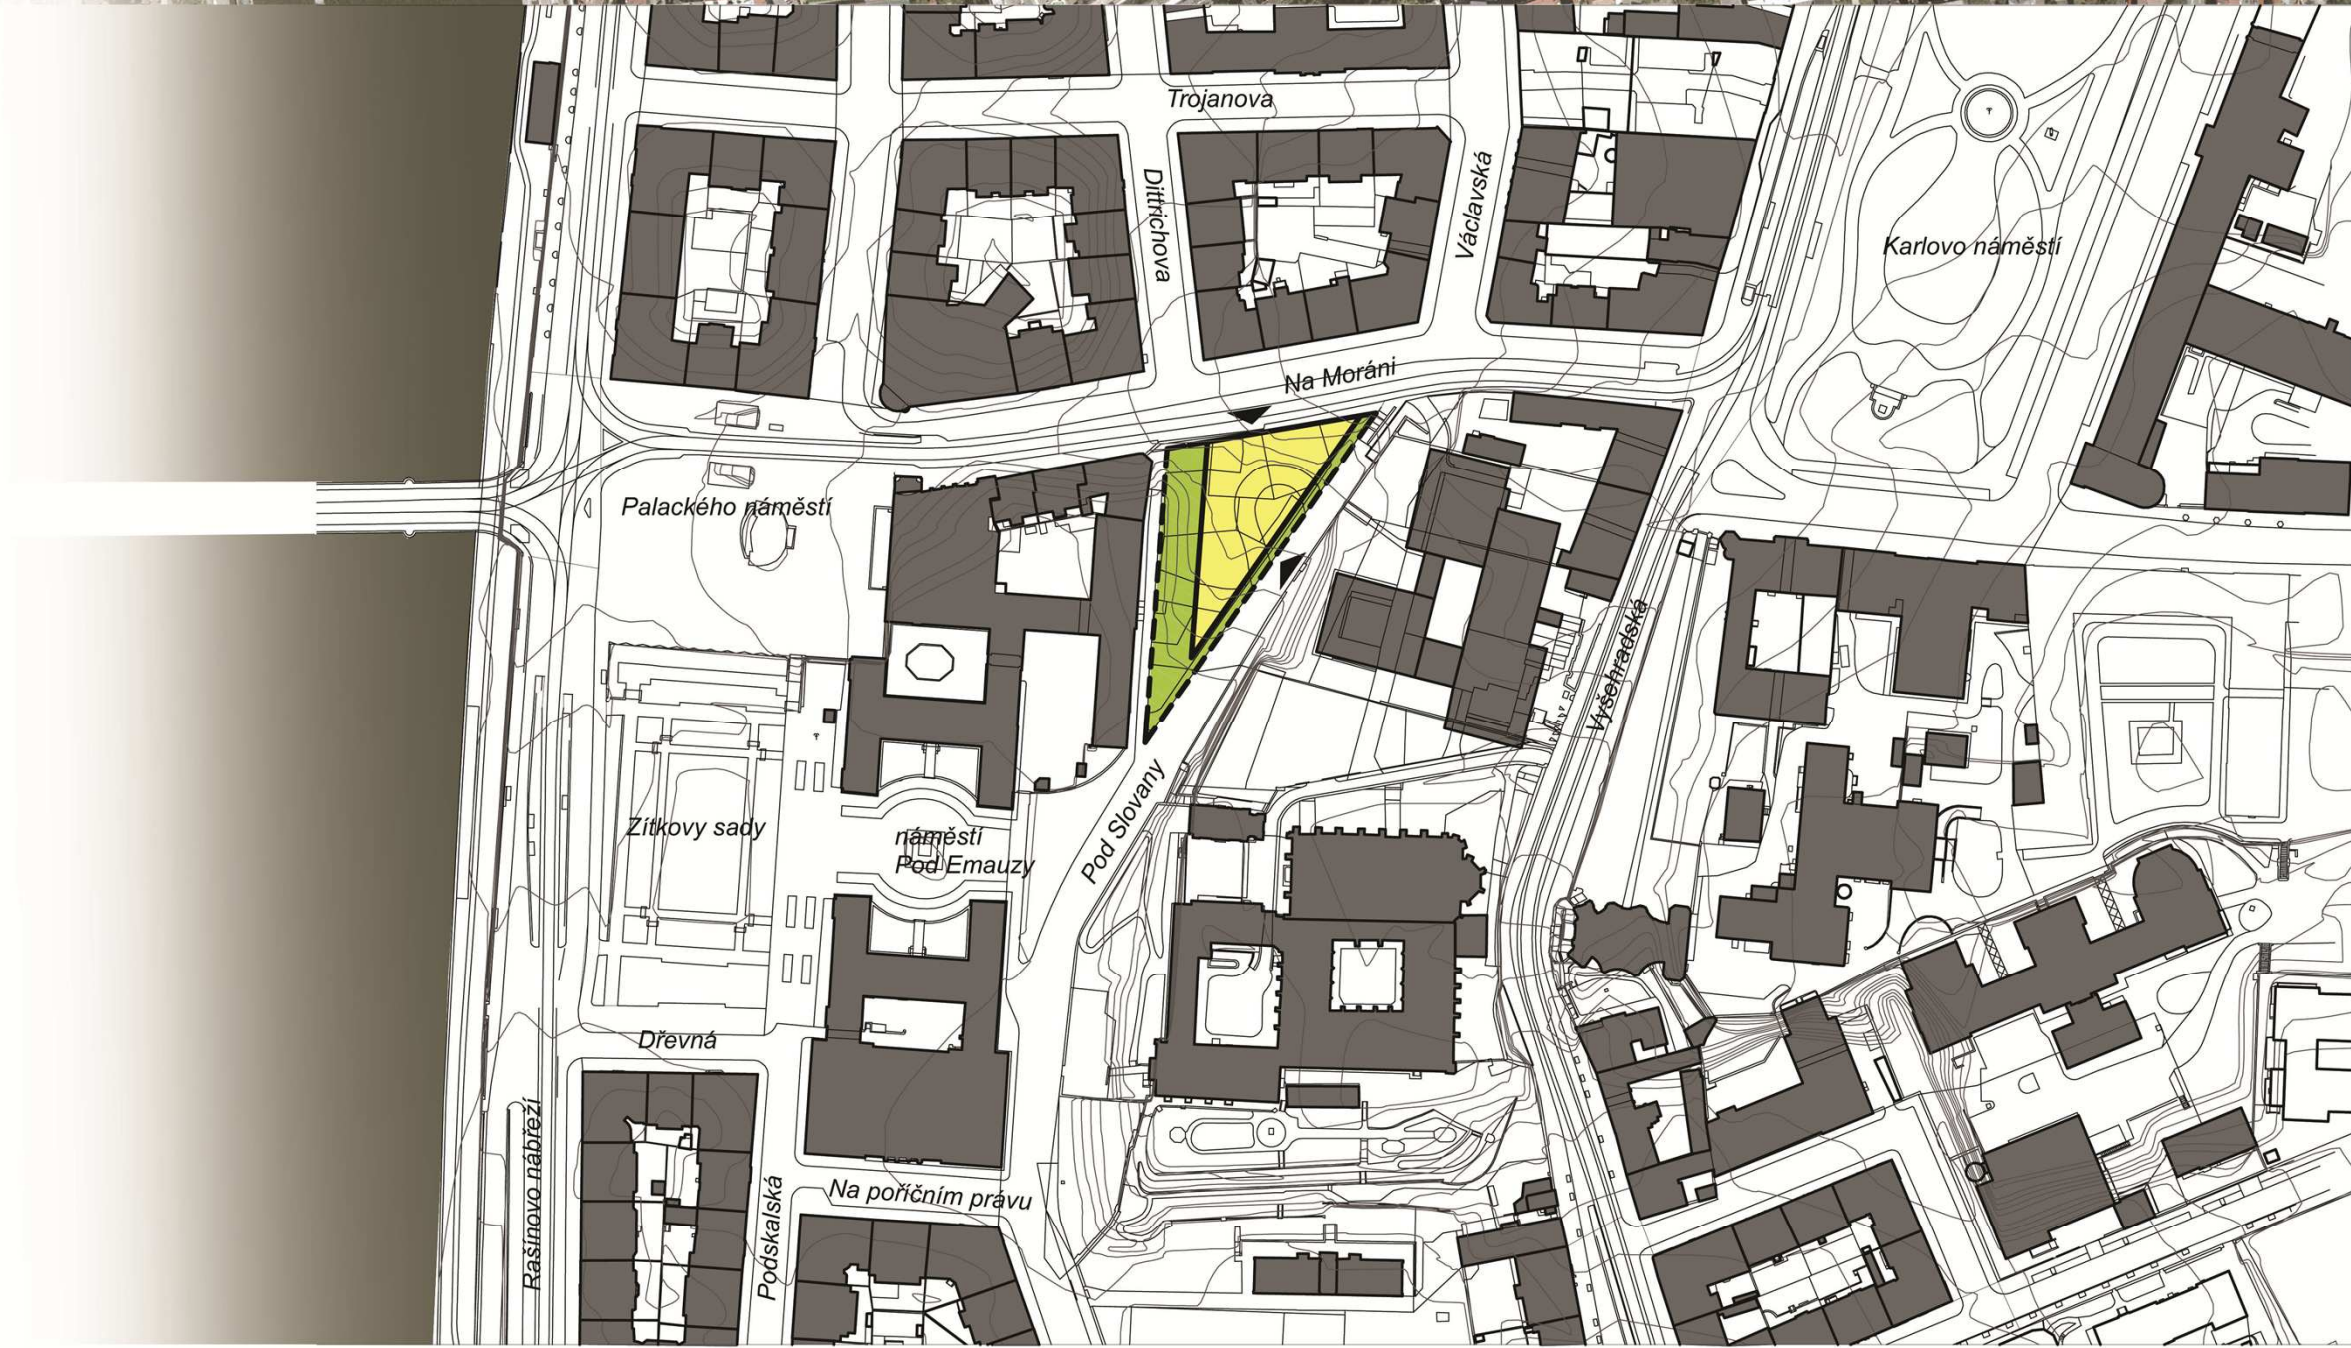 Trojanova
Dittrichova
Václavská
Karlovo náměstí
Na Moráni
Palackého náměstí
Vyšehradská
Pod Slovany
Zítkovy sady
náměstí
Pod Emauzy
Dřevná
Rašínovo nábřeží
Podskalská
Na poříčním právu